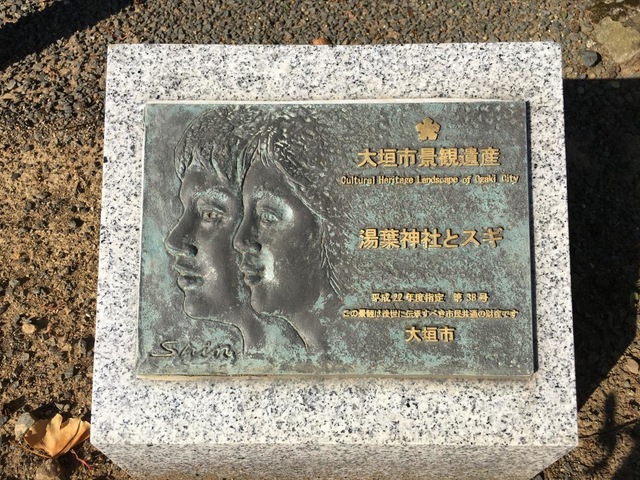 大垣市景観遺産
Cultural Heritage Landscape of Ogaki City
湯葉神社とスギ
平成22年度指定 第38号
この景観は後世に伝承すべき市民共通の財産です
大垣市
Shin